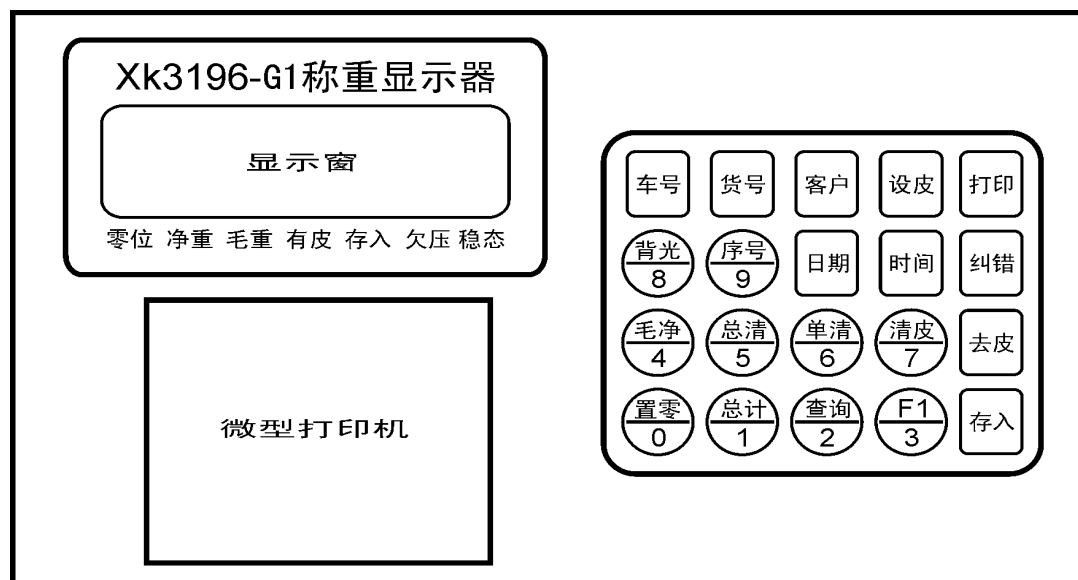 Xk3196-G1称重显示器
显示窗
零位 净重 毛重 有皮 存入 欠压 稳态
微型打印机
车号 货号 客户 设皮 打印
背光 序号 日期 时间 纠错
8 9
毛净 总清 单清 清皮 去皮
4 5 6 7
置零 总计 查询 F1 存入
0 1 2 3